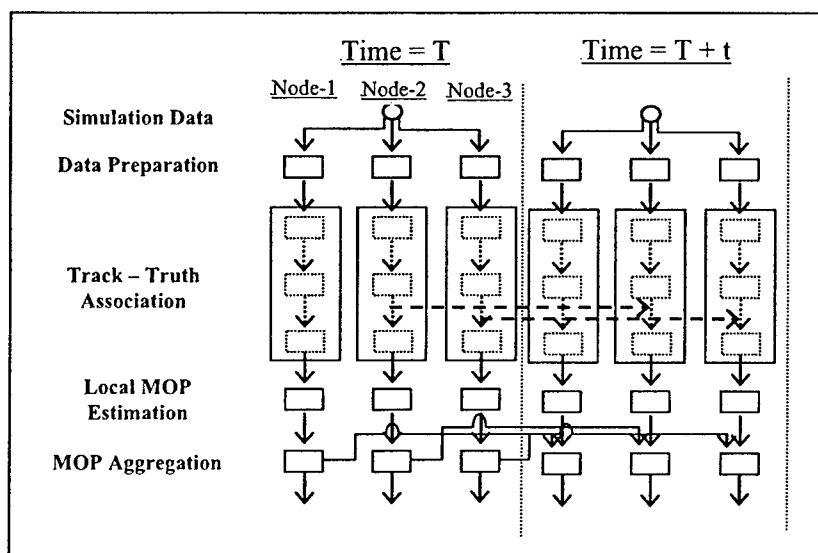 Time = T
Time = T + t
Node-1 Node-2 Node-3
Simulation Data
Data Preparation
Track – Truth
Association
Local MOP
Estimation
MOP Aggregation